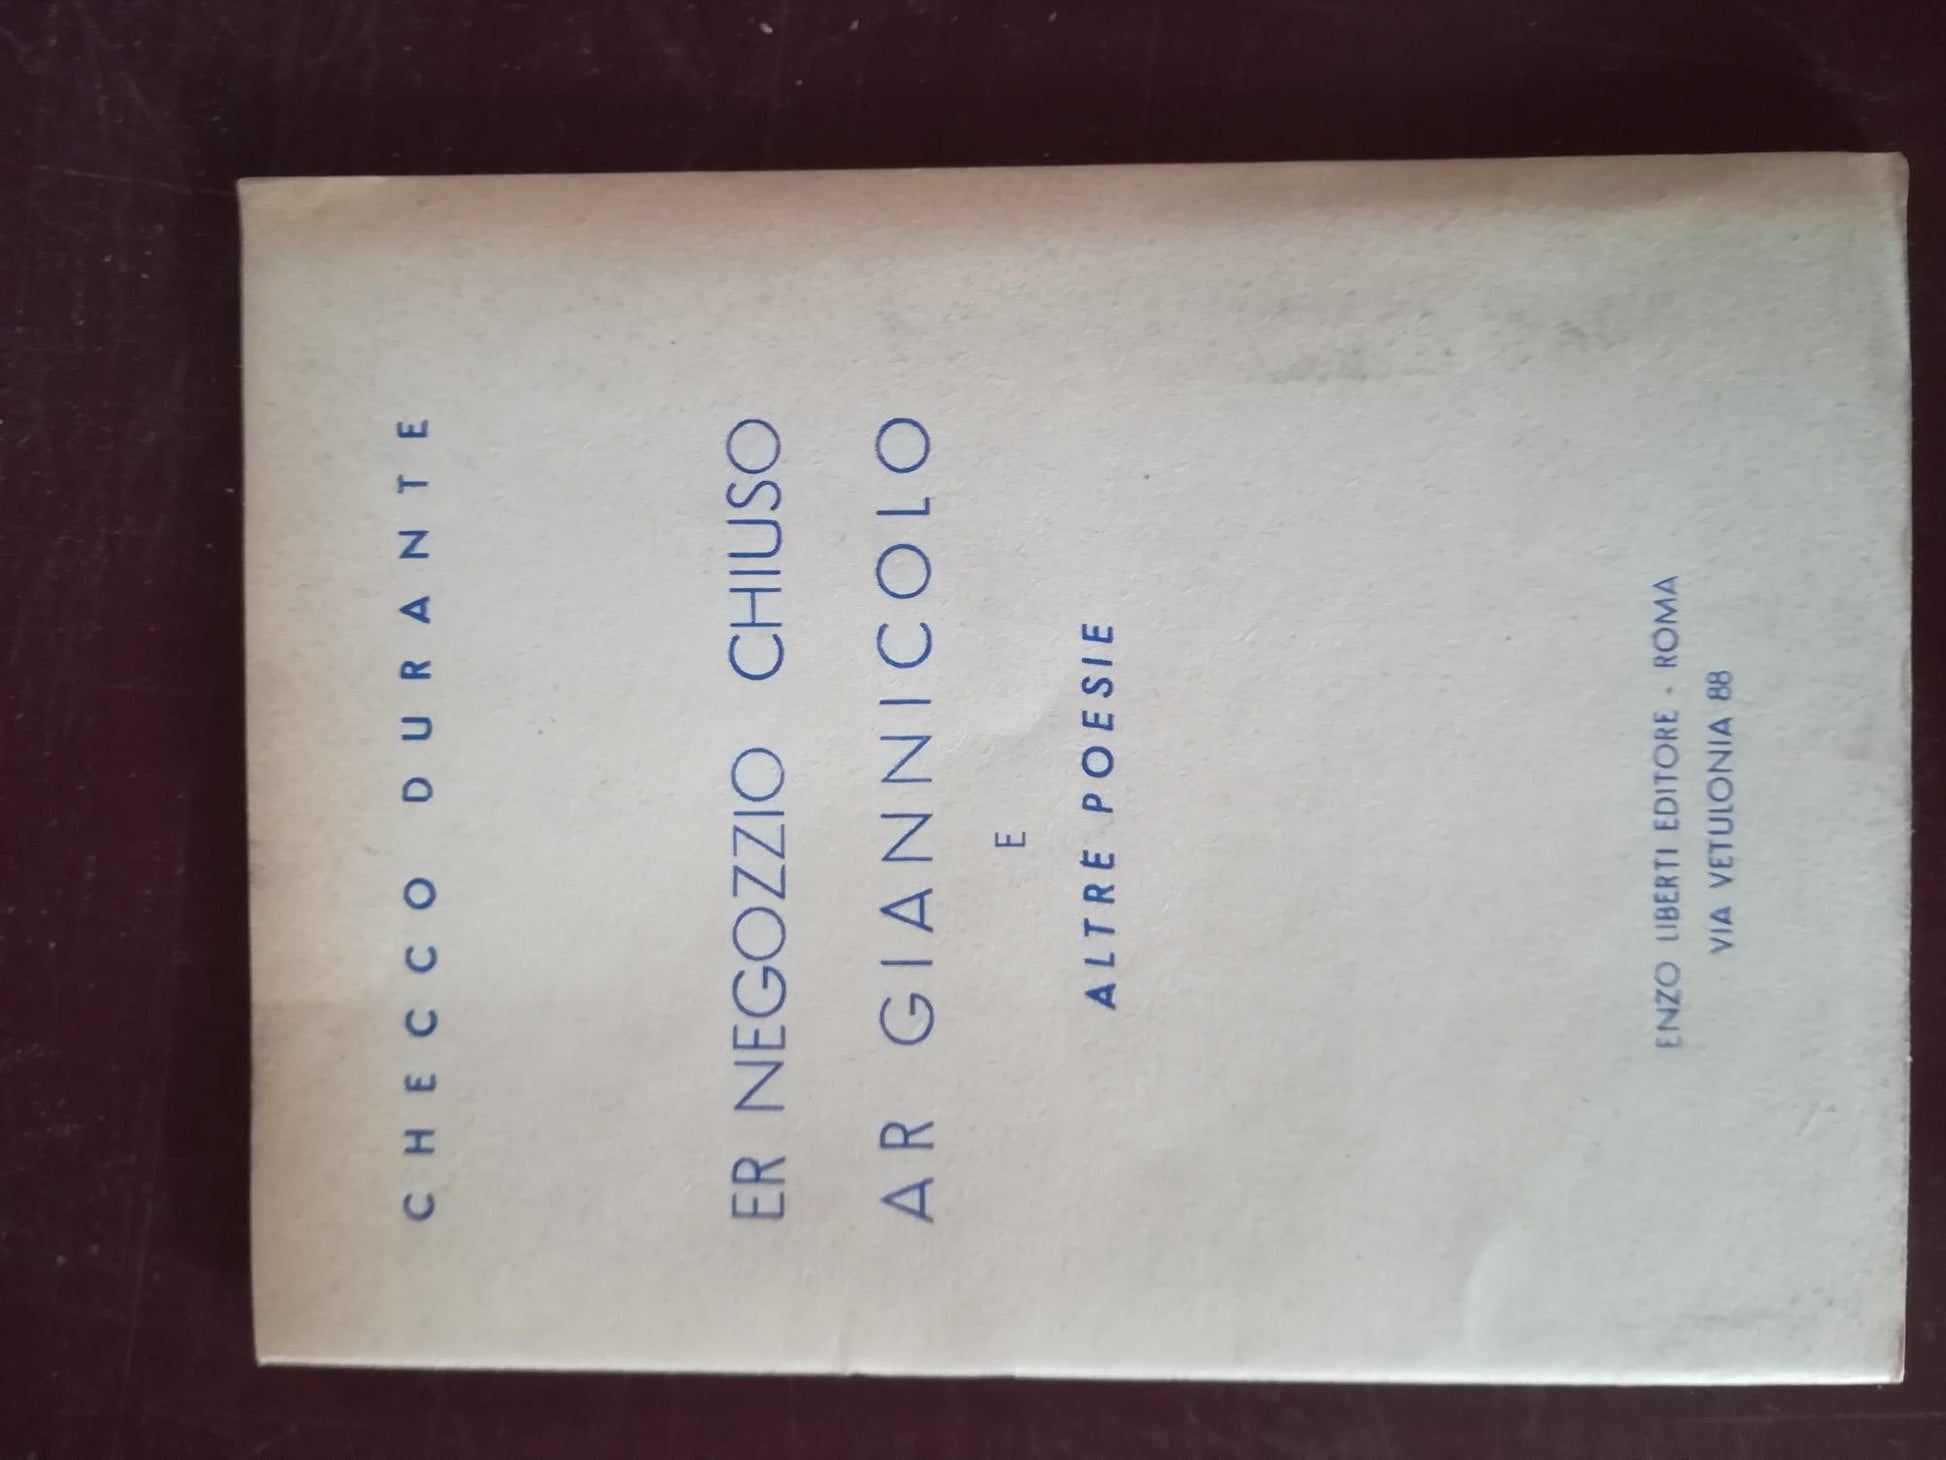 CHECCO DURANTE
ER NEGOZZIO CHIUSO
AR GIANNICOLO
E
ALTRE POESIE
ENZO LIBERTI EDITORE - ROMA
VIA VETULONIA 88